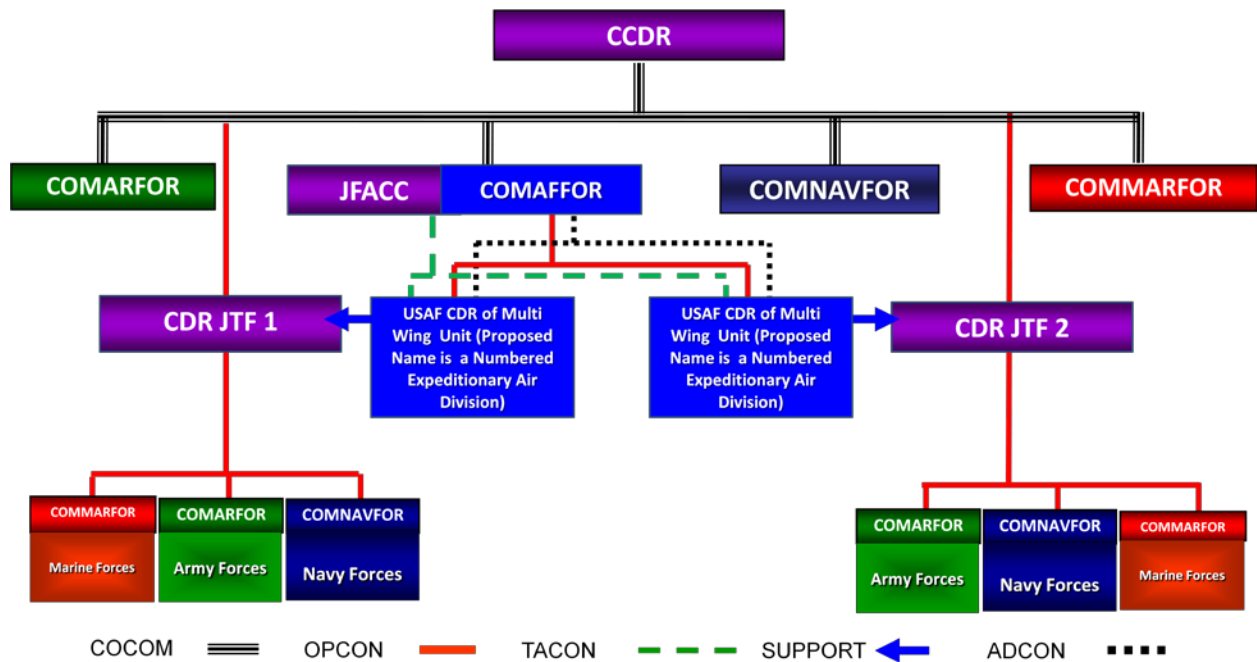 CCDR
COMARFOR
JFACC
COMAFFOR
COMNAVFOR
COMMARFOR
CDR JTF 1
USAF CDR of Multi
Wing Unit (Proposed
Name is a Numbered
Expeditionary Air
Division)
USAF CDR of Multi
Wing Unit (Proposed
Name is a Numbered
Expeditionary Air
Division)
CDR JTF 2
COMMARFOR
Marine Forces
COMARFOR
Army Forces
COMNAVFOR
Navy Forces
COMARFOR
Army Forces
COMNAVFOR
Navy Forces
COMMARFOR
Marine Forces
COCOM OPCON TACON SUPPORT ADCON